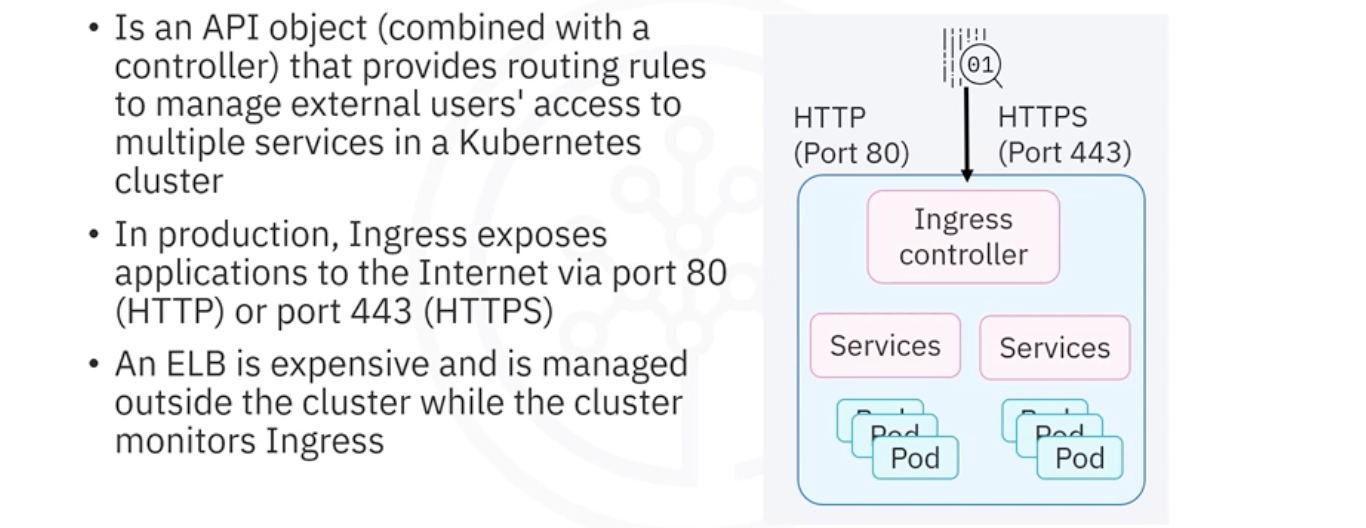 • Is an API object (combined with a
controller) that provides routing rules
to manage external users' access to
multiple services in a Kubernetes
cluster
• In production, Ingress exposes
applications to the Internet via port 80
(HTTP) or port 443 (HTTPS)
• An ELB is expensive and is managed
outside the cluster while the cluster
monitors Ingress
01
HTTP
(Port 80)
HTTPS
(Port 443)
Ingress
controller
Services
Services
Pod
Pod
Pod
Pod
Pod
Pod